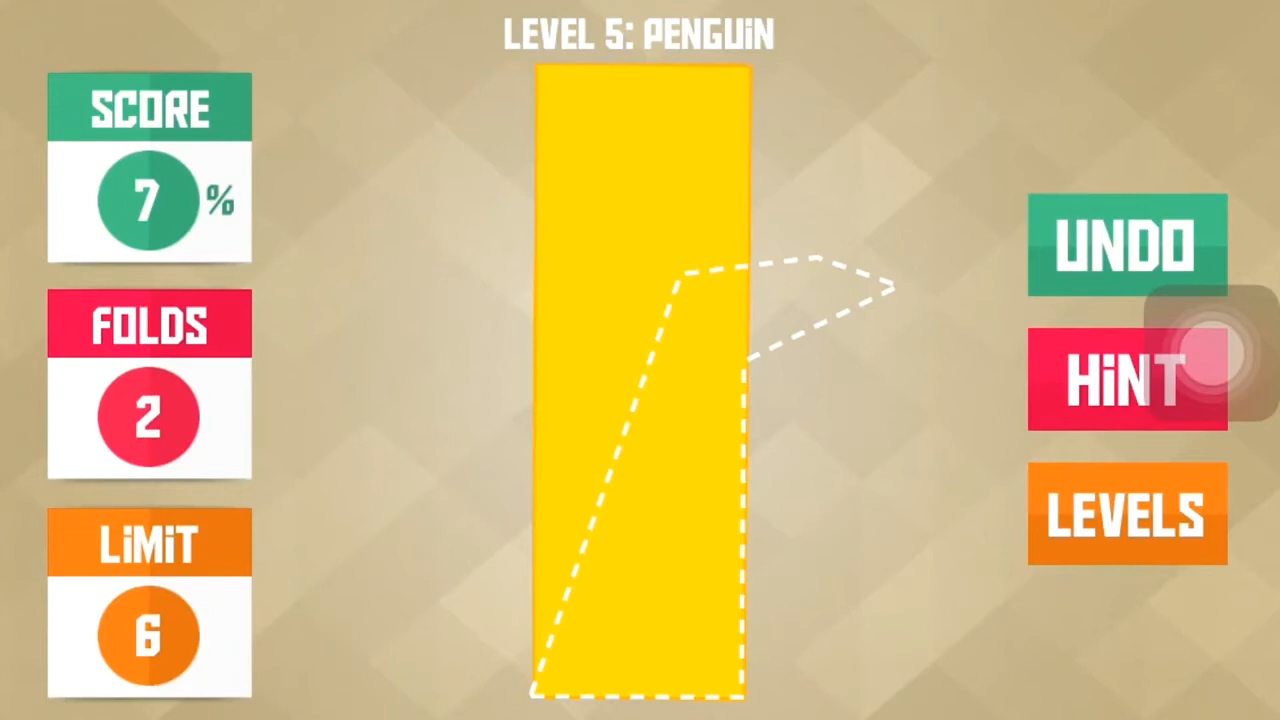 LEVEL 5: PENGUiN
SCORE
7 %
FOLDS
2
LiMiT
6
UNDO
HiNT
LEVELS